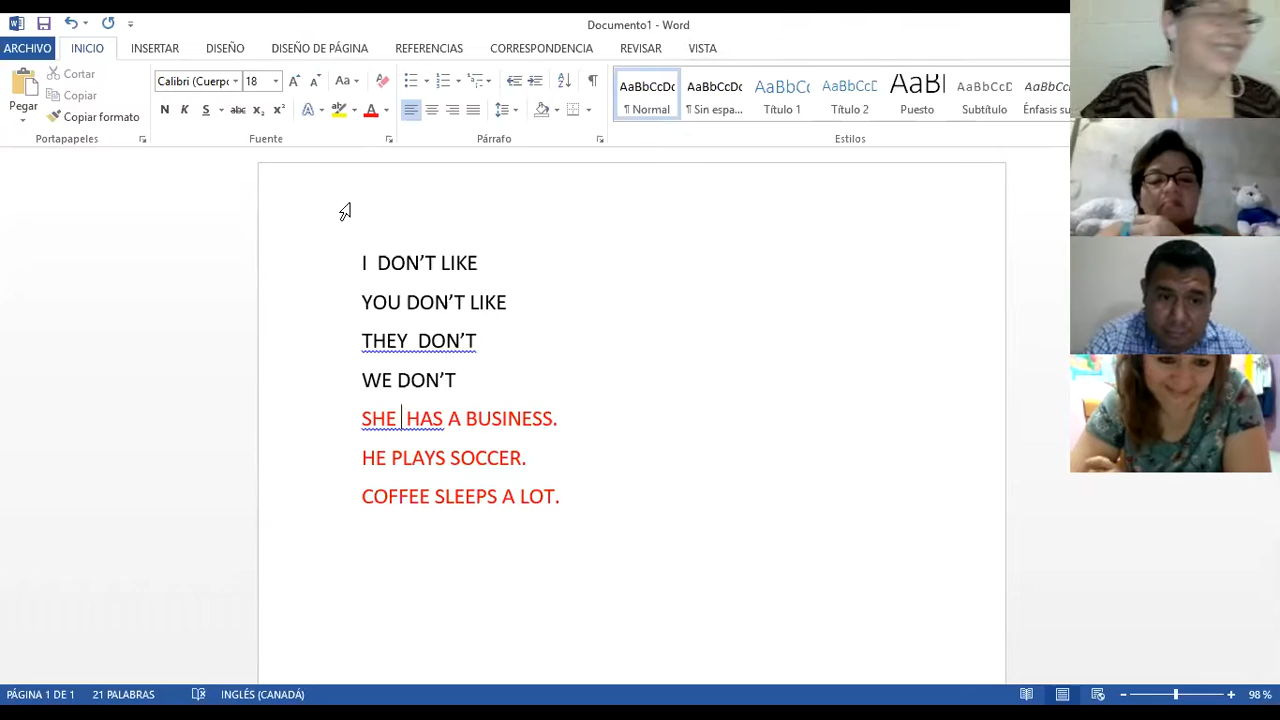 Documento1 - Word
ARCHIVO INICIO INSERTAR DISEÑO DISEÑO DE PÁGINA REFERENCIAS CORRESPONDENCIA REVISAR VISTA
Pegar
Cortar
Copiar
Copiar formato
Portapapeles
Calibri (Cuerpo 18
Fuente
Párrafo
AaBbCcDc AaBbCcDc AaBbCc AaBbCcD AaBl AaBbCcD AaBbCcDc
¶ Normal ¶ Sin espa... Título 1 Título 2 Puesto Subtítulo Énfasis su
Estilos
I  DON’T LIKE
YOU DON’T LIKE
THEY  DON’T
WE DON’T
SHE  HAS A BUSINESS.
HE PLAYS SOCCER.
COFFEE SLEEPS A LOT.
PÁGINA 1 DE 1 21 PALABRAS INGLÉS (CANADÁ) 98 %